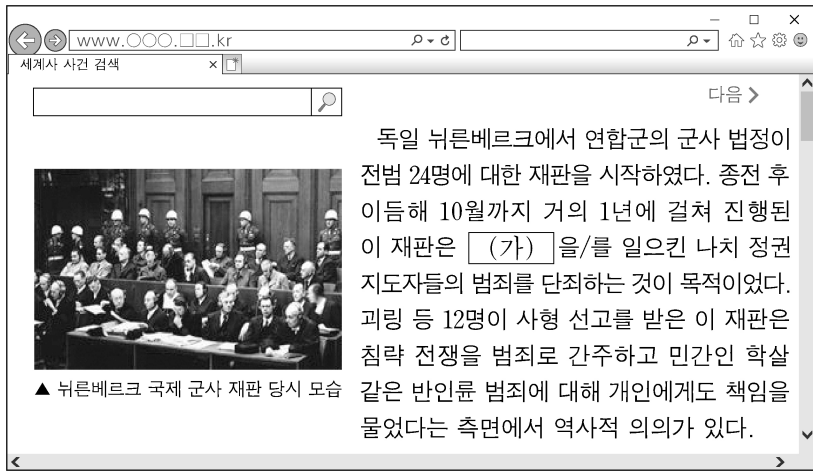 www.○○○.□□.kr
세계사 사건 검색
다음 >
독일 뉘른베르크에서 연합군의 군사 법정이
전범 24명에 대한 재판을 시작하였다. 종전 후
이듬해 10월까지 거의 1년에 걸쳐 진행된
이 재판은 (가) 을/를 일으킨 나치 정권
지도자들의 범죄를 단죄하는 것이 목적이었다.
괴링 등 12명이 사형 선고를 받은 이 재판은
침략 전쟁을 범죄로 간주하고 민간인 학살
같은 반인륜 범죄에 대해 개인에게도 책임을
물었다는 측면에서 역사적 의의가 있다.
▲ 뉘른베르크 국제 군사 재판 당시 모습